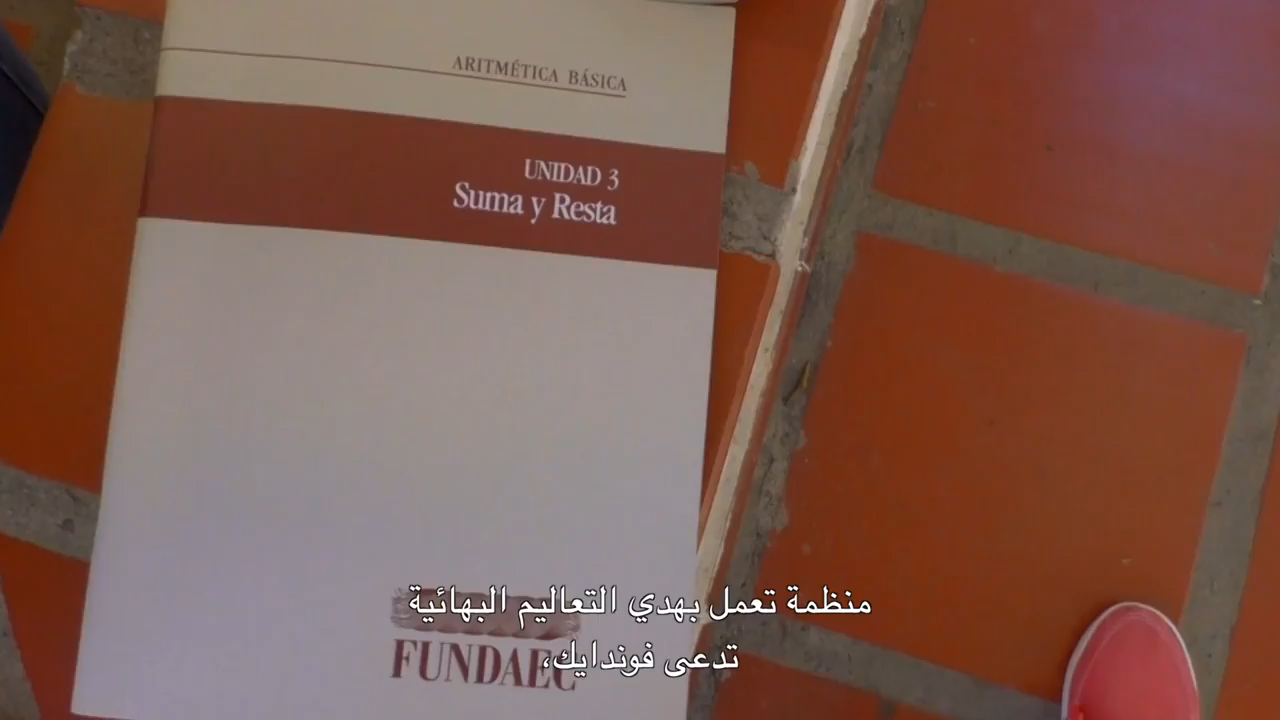 ARITMÉTICA BÁSICA
UNIDAD 3
Suma y Resta
منظمة تعمل بهدي التعاليم البهائية
FUNDAEC
تدعى فوندايك،